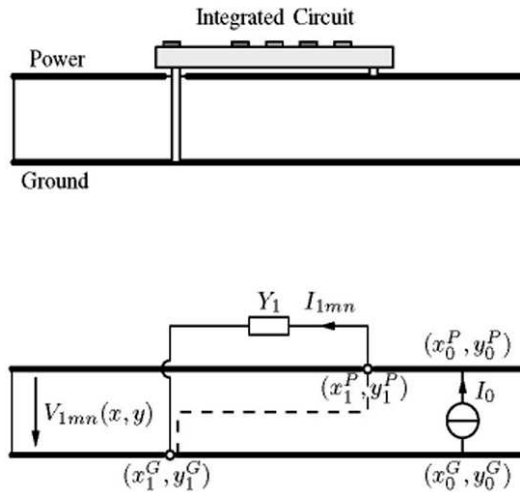 Integrated Circuit
Power
Ground
Y₁ I₁ₘₙ
(x₀ᴾ, y₀ᴾ)
(x₁ᴾ, y₁ᴾ) I₀
V₁ₘₙ(x, y)
(x₁ᴳ, y₁ᴳ) (x₀ᴳ, y₀ᴳ)